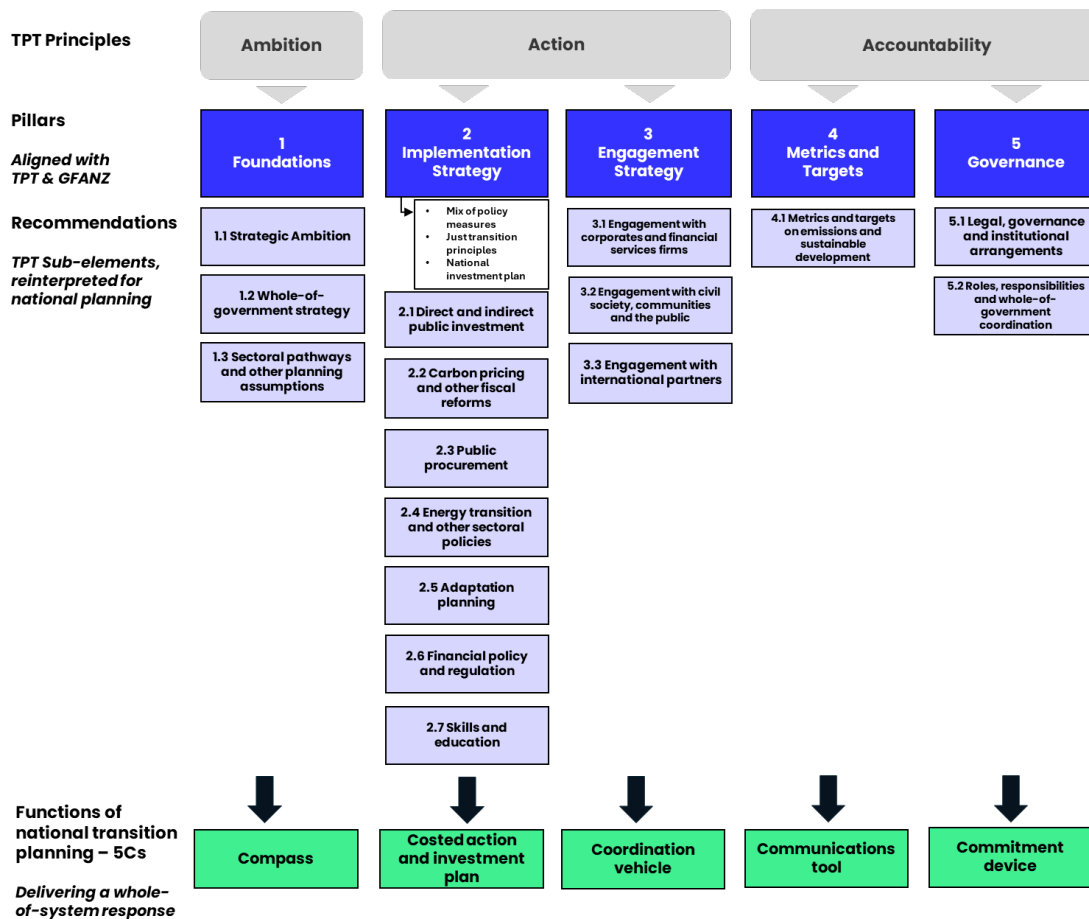 TPT Principles
Ambition
Action
Accountability
Pillars
Aligned with
TPT & GFANZ
1
Foundations
2
Implementation
Strategy
3
Engagement
Strategy
4
Metrics and
Targets
5
Governance
Recommendations
TPT Sub-elements,
reinterpreted for
national planning
1.1 Strategic Ambition
1.2 Whole-of-
government strategy
1.3 Sectoral pathways
and other planning
assumptions
• Mix of policy
measures
• Just transition
principles
• National
investment plan
2.1 Direct and indirect
public investment
2.2 Carbon pricing
and other fiscal
reforms
2.3 Public
procurement
2.4 Energy transition
and other sectoral
policies
2.5 Adaptation
planning
2.6 Financial policy
and regulation
2.7 Skills and
education
3.1 Engagement with
corporates and financial
services firms
3.2 Engagement with civil
society, communities
and the public
3.3 Engagement with
international partners
4.1 Metrics and targets
on emissions and
sustainable
development
5.1 Legal, governance
and institutional
arrangements
5.2 Roles, responsibilities
and whole-of-
government
coordination
Functions of
national transition
planning – 5Cs
Delivering a whole-
of-system response
Compass
Costed action
and investment
plan
Coordination
vehicle
Communications
tool
Commitment
device